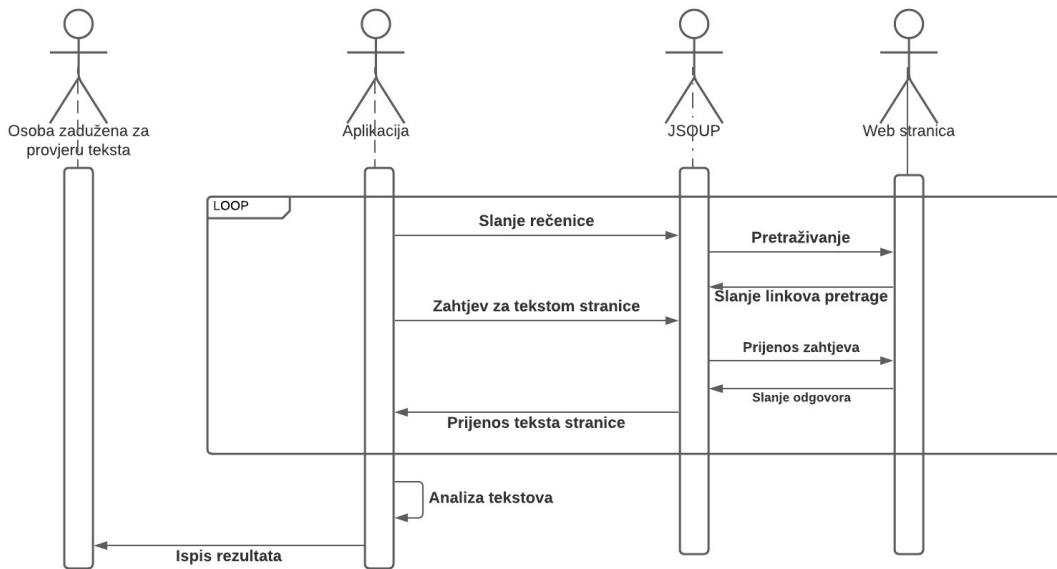 Osoba zadužena za
provjeru teksta
Aplikacija
JSOUP
Web stranica
LOOP
Slanje rečenice
Pretraživanje
Slanje linkova pretrage
Zahtjev za tekstom stranice
Prijenos zahtjeva
Slanje odgovora
Prijenos teksta stranice
Analiza tekstova
Ispis rezultata